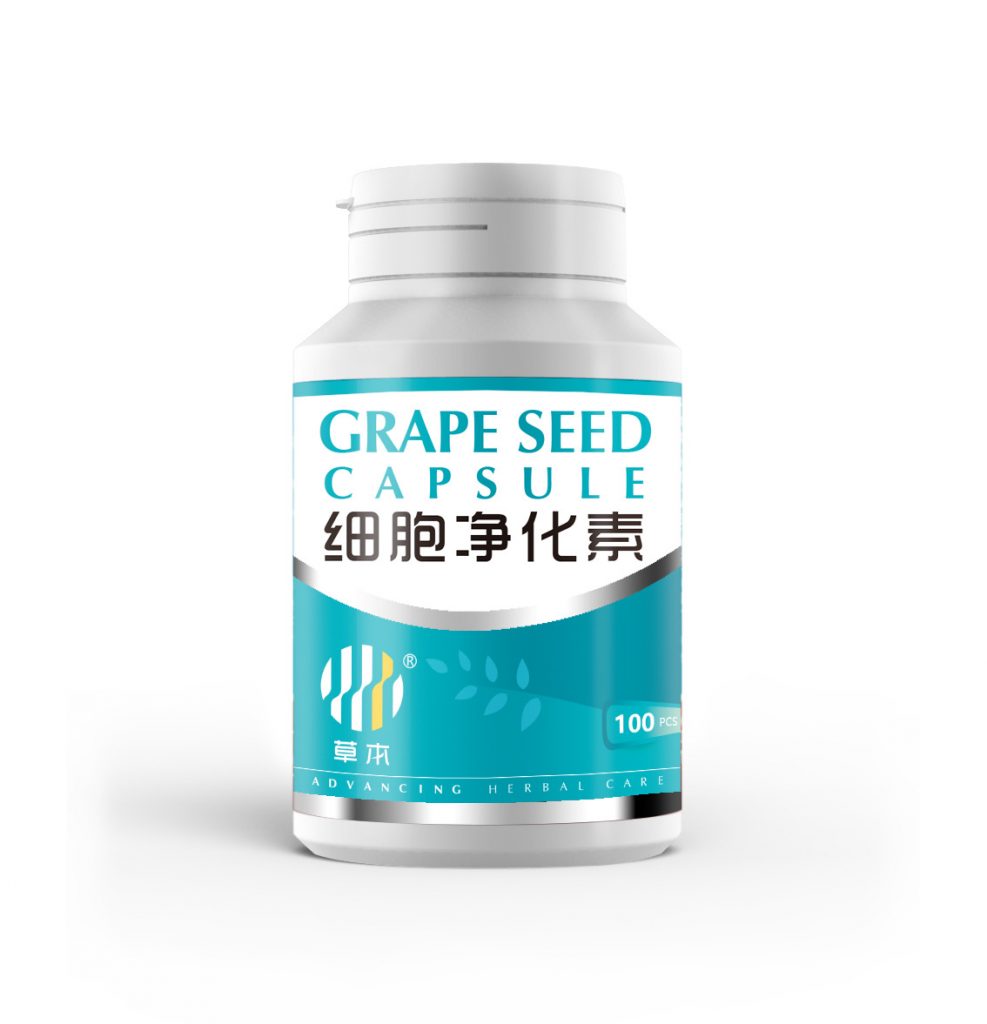 GRAPE SEED
CAPSULE
细胞净化素
®
草本
100 PCS
ADVANCING HERBAL CARE